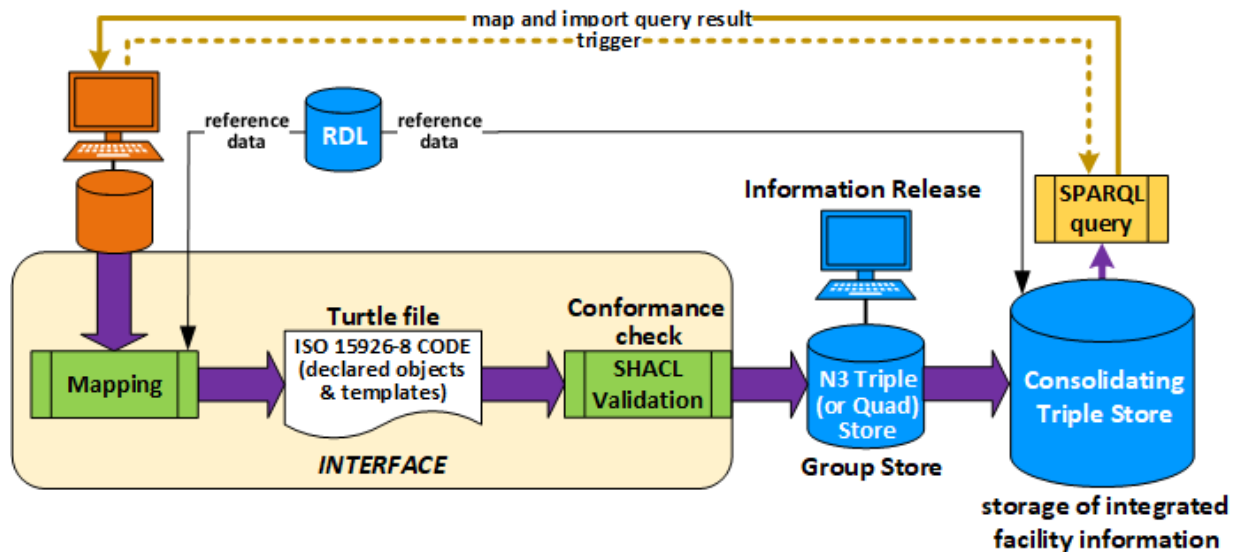 map and import query result
trigger
reference
data
RDL
reference
data
Information Release
SPARQL
query
Turtle file
ISO 15926-8 CODE
(declared objects
& templates)
Conformance
check
SHACL
Validation
Mapping
N3 Triple
(or Quad)
Store
Consolidating
Triple Store
INTERFACE
Group Store
storage of integrated
facility information